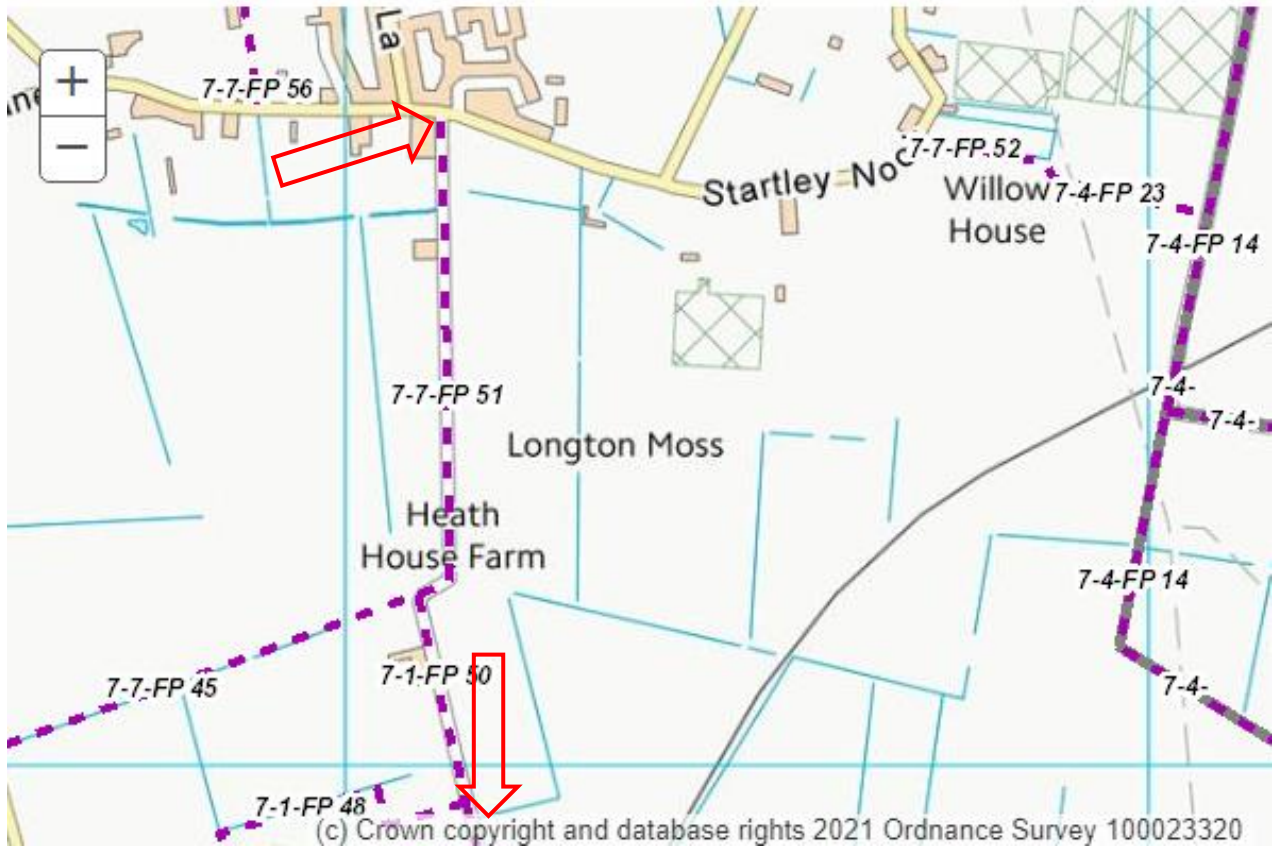 La
+
7-7-FP 56
ne
−
7-7-FP 52
Startley Noo
Willow
House
7-4-FP 23
7-4-FP 14
7-7-FP 51
7-4-
7-4-
Longton Moss
Heath
House Farm
7-4-FP 14
7-1-FP 50
7-7-FP 45
7-4-
7-1-FP 48
(c) Crown copyright and database rights 2021 Ordnance Survey 100023320